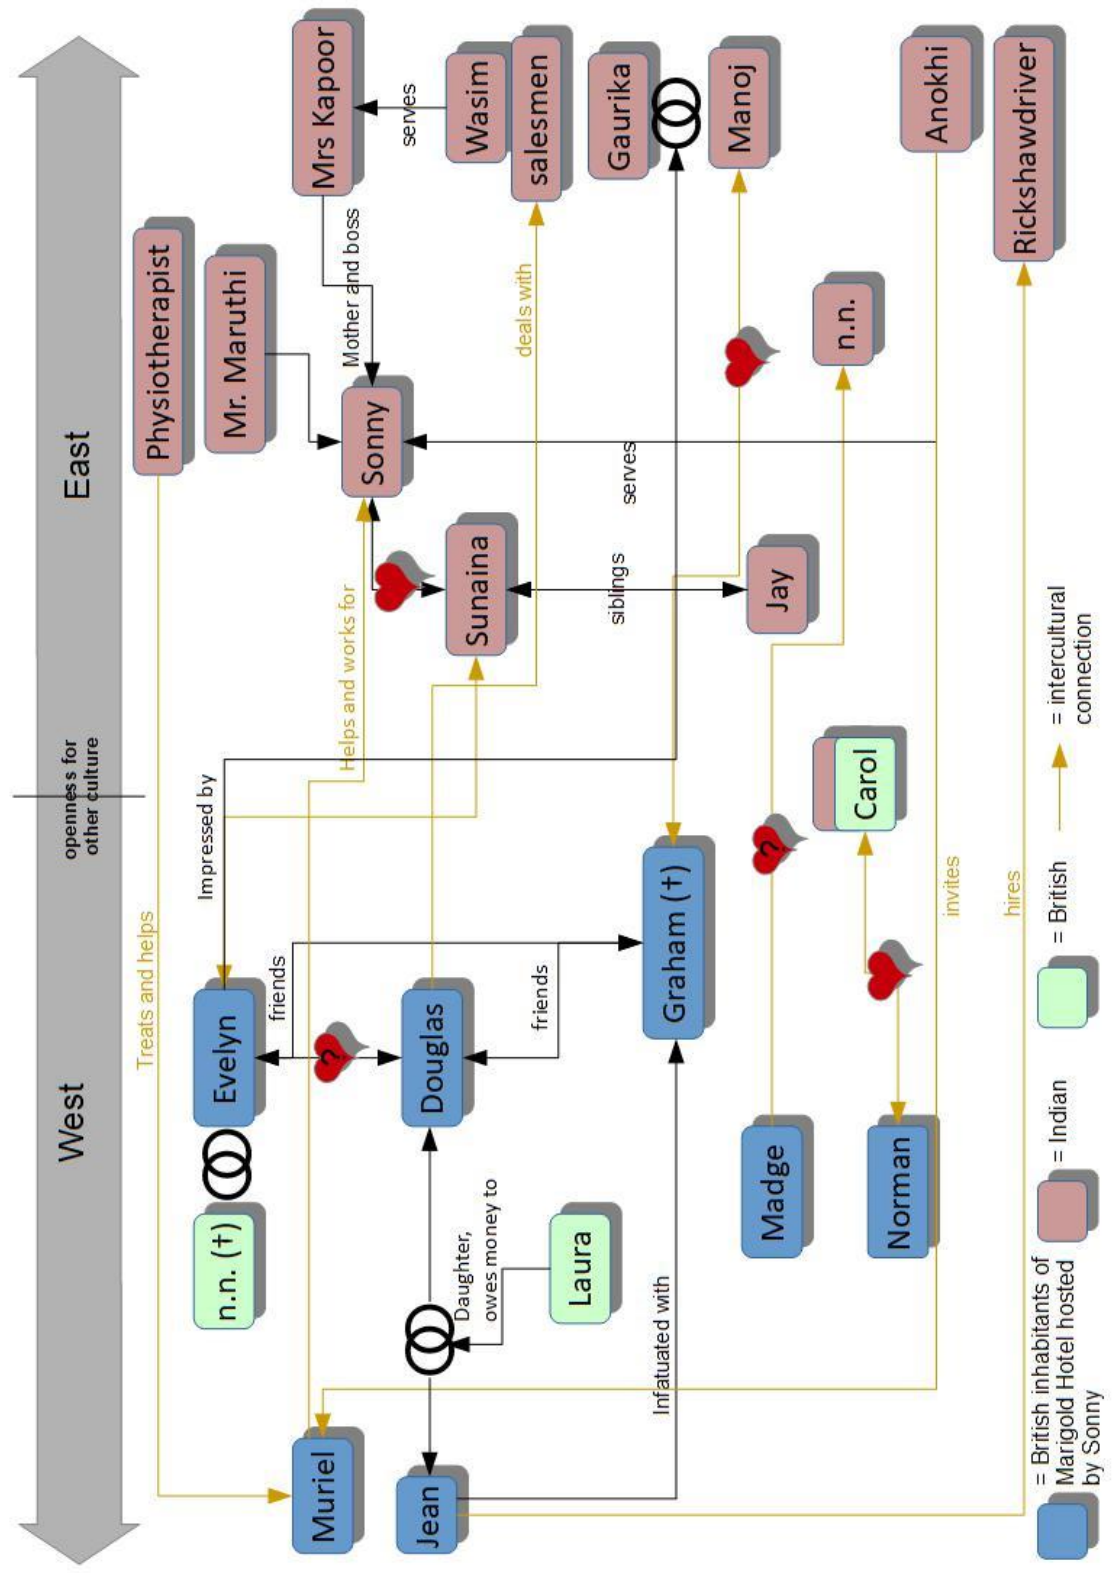 West
openness for
other culture
East
Treats and helps
Physiotherapist
Mr. Maruthi
n.n. (†)
Evelyn
Impressed by
friends
Muriel
Helps and works for
Sonny
Mother and boss
Mrs Kapoor
serves
?
Jean
Douglas
Sunaina
Wasim
salesmen
deals with
Daughter,
owes money to
Laura
friends
siblings
serves
Gaurika
Infatuated with
Graham (†)
Manoj
Madge
?
Jay
n.n.
Norman
Carol
Anokhi
invites
hires
Rickshawdriver
= British inhabitants of
Marigold Hotel hosted
by Sonny
= Indian
= British
= intercultural
connection